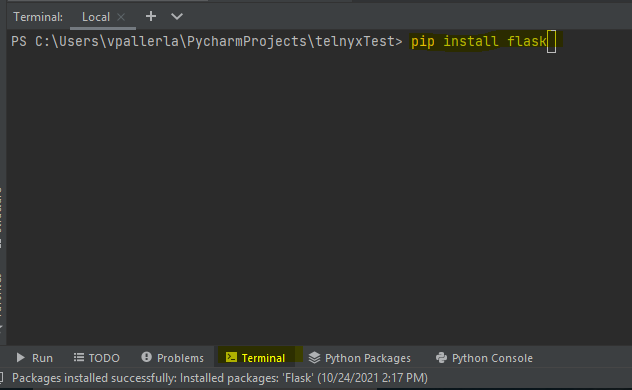 Terminal: Local
PS C:\Users\vpallerla\PycharmProjects\telnyxTest> pip install flask
Run TODO Problems Terminal Python Packages Python Console
Packages installed successfully: Installed packages: 'Flask' (10/24/2021 2:17 PM)